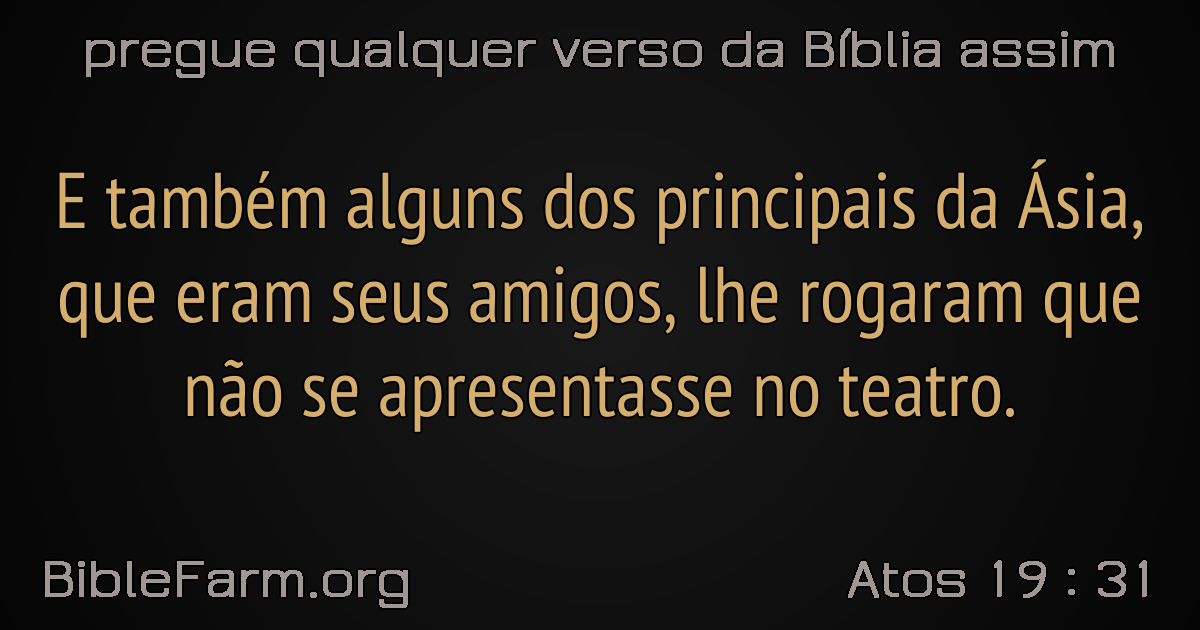 pregue qualquer verso da Bíblia assim
E também alguns dos principais da Ásia,
que eram seus amigos, lhe rogaram que
não se apresentasse no teatro.
BibleFarm.org
Atos 19 : 31